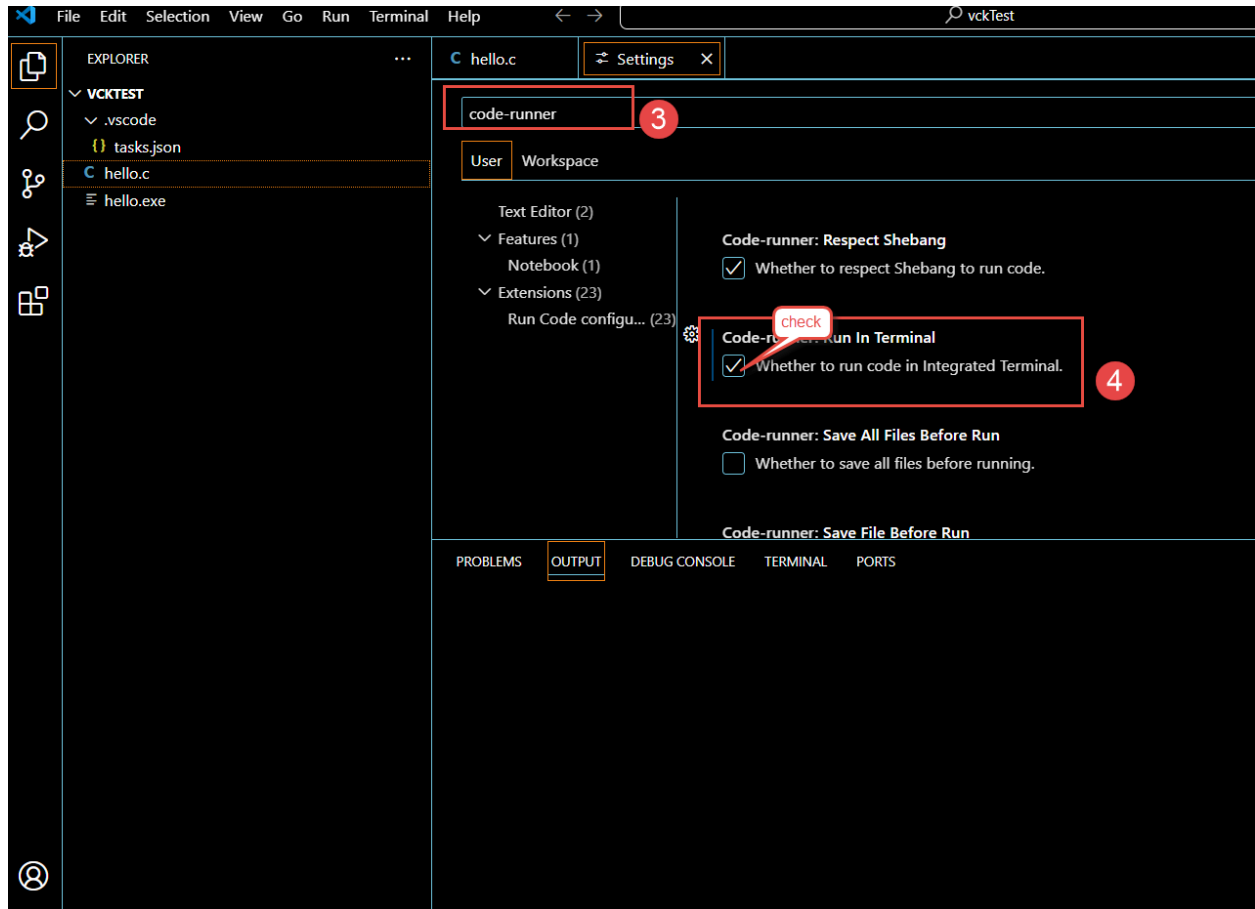 File Edit Selection View Go Run Terminal Help
vckTest
EXPLORER
VCKTEST
.vscode
{} tasks.json
C hello.c
hello.exe
C hello.c
Settings
code-runner
3
User Workspace
Text Editor (2)
Features (1)
Notebook (1)
Extensions (23)
Run Code configu... (23)
Code-runner: Respect Shebang
Whether to respect Shebang to run code.
check
Run In Terminal
Whether to run code in Integrated Terminal.
4
Code-runner: Save All Files Before Run
Whether to save all files before running.
Code-runner: Save File Before Run
PROBLEMS OUTPUT DEBUG CONSOLE TERMINAL PORTS